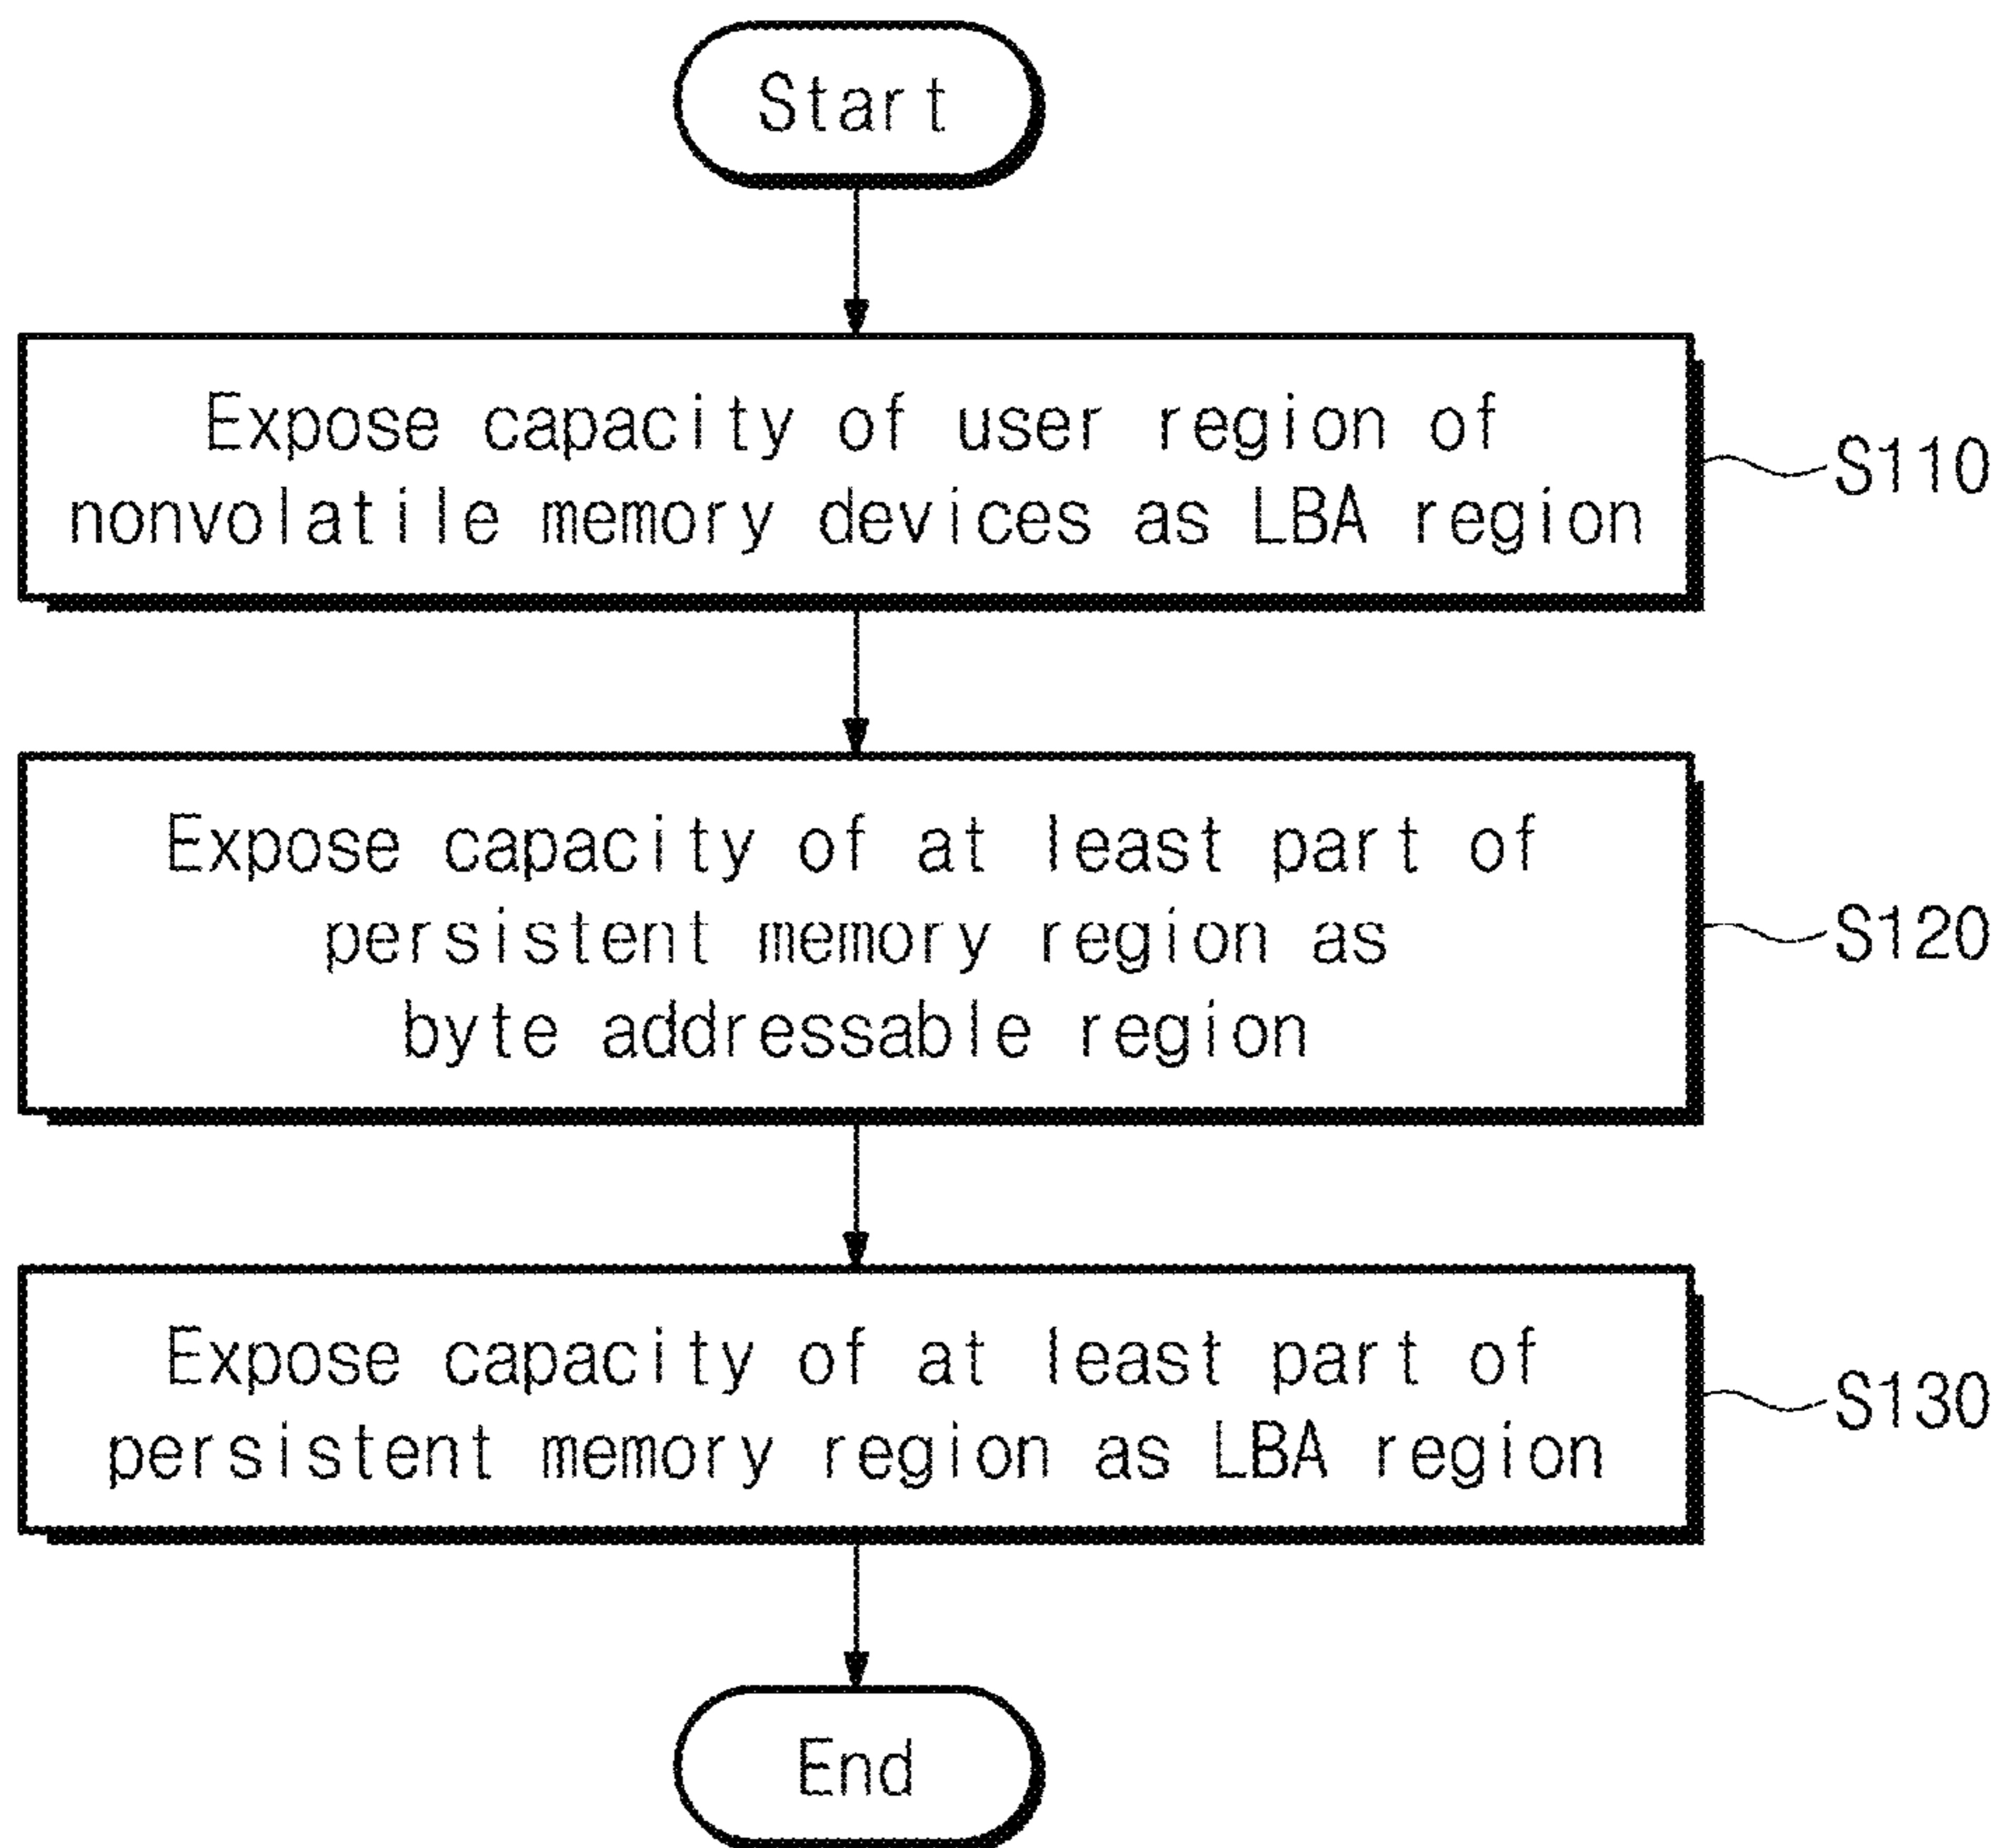 Start
Expose capacity of user region of
nonvolatile memory devices as LBA region
S110
Expose capacity of at least part of
persistent memory region as
byte addressable region
S120
Expose capacity of at least part of
persistent memory region as LBA region
S130
End